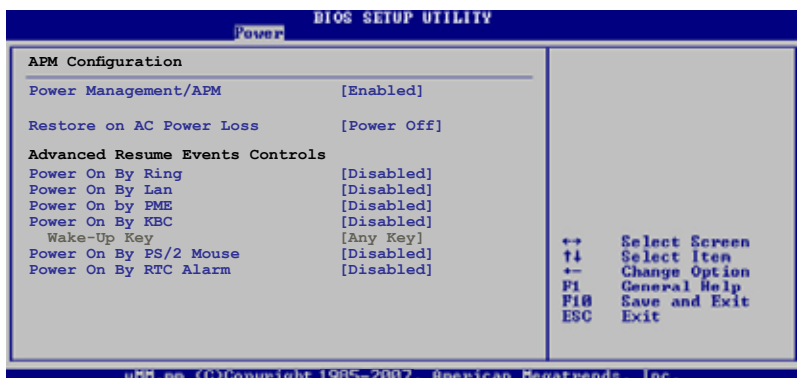 BIOS SETUP UTILITY
Power
APM Configuration
Power Management/APM [Enabled]
Restore on AC Power Loss [Power Off]
Advanced Resume Events Controls
Power On By Ring [Disabled]
Power On By Lan [Disabled]
Power On by PME [Disabled]
Power On By KBC [Disabled]
Wake-Up Key [Any Key]
Power On By PS/2 Mouse [Disabled]
Power On By RTC Alarm [Disabled]
↔ Select Screen
↑↓ Select Item
+- Change Option
F1 General Help
F10 Save and Exit
ESC Exit
(C)Copyright 1985-2007, American Megatrends, Inc.